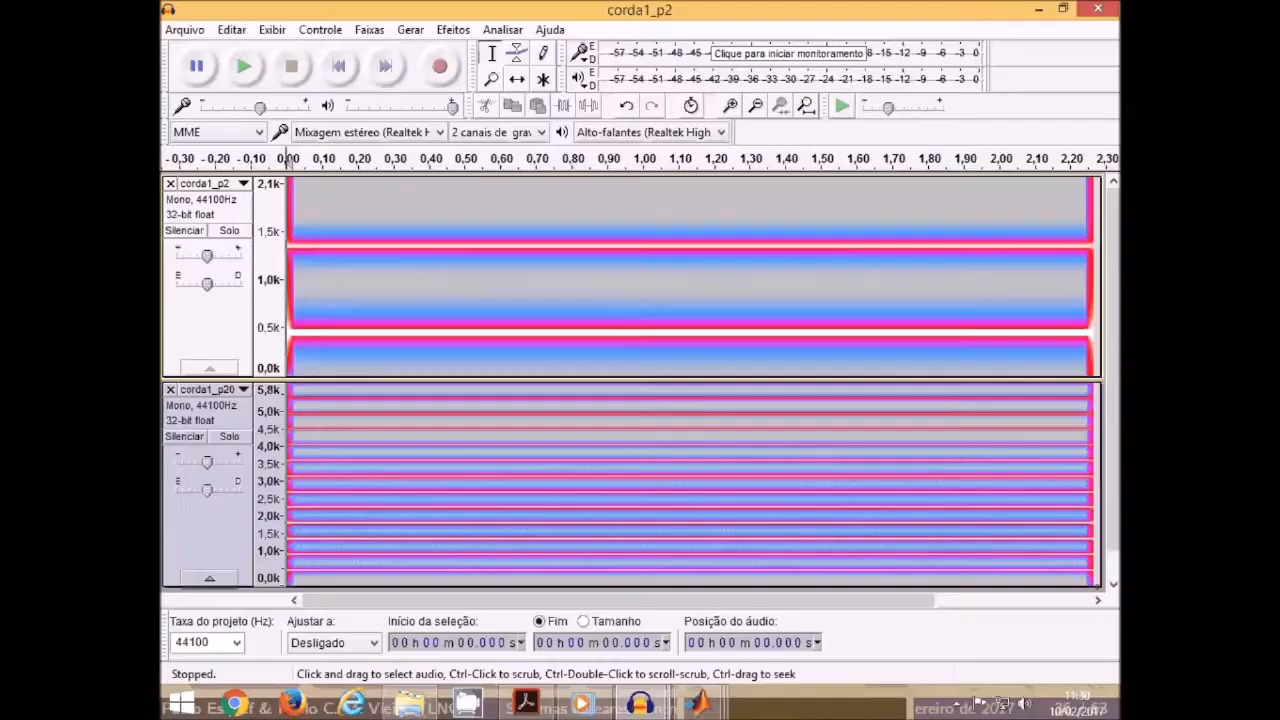 corda1_p2
Arquivo Editar Exibir Controle Faixas Gerar Efeitos Analisar Ajuda
E -57 -54 -51 -48 -45 Clique para iniciar monitoramento 8 -15 -12 -9 -6 -3 0
D
E -57 -54 -51 -48 -45 -42 -39 -36 -33 -30 -27 -24 -21 -18 -15 -12 -9 -6 -3 0
D
MME Mixagem estéreo (Realtek H 2 canais de grav Alto-falantes (Realtek High
-0,30 -0,20 -0,10 0,00 0,10 0,20 0,30 0,40 0,50 0,60 0,70 0,80 0,90 1,00 1,10 1,20 1,30 1,40 1,50 1,60 1,70 1,80 1,90 2,00 2,10 2,20 2,30
corda1_p2 2,1k
Mono, 44100Hz
32-bit float
Silenciar Solo 1,5k
- +
E D 1,0k
0.5k
0,0k
corda1_p20 5,8k
Mono, 44100Hz 5,0k
32-bit float 4,5k
Silenciar Solo 4,0k
- + 3,5k
E D 3,0k
2,5k
2,0k
1,5k
1,0k
0,0k
Taxa do projeto (Hz): Ajustar a: Início da seleção: Fim Tamanho Posição do áudio:
44100 Desligado 00 h 00 m 00.000 s 00 h 00 m 00.000 s 00 h 00 m 00.000 s
Stopped. Click and drag to select audio, Ctrl-Click to scrub, Ctrl-Double-Click to scroll-scrub, Ctrl-drag to seek
11:30
10/02/2017